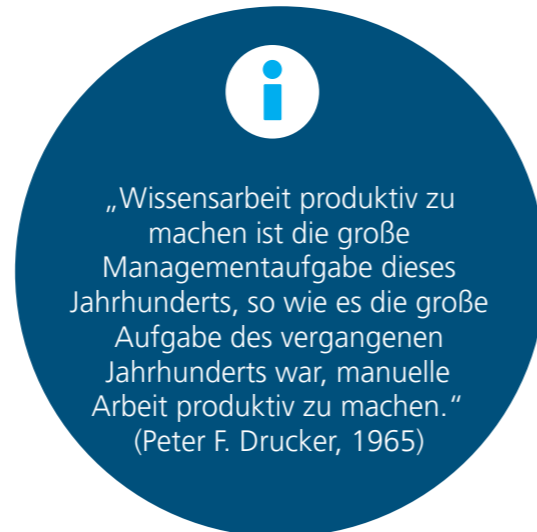 „Wissensarbeit produktiv zu
machen ist die große
Managementaufgabe dieses
Jahrhunderts, so wie es die große
Aufgabe des vergangenen
Jahrhunderts war, manuelle
Arbeit produktiv zu machen.“
(Peter F. Drucker, 1965)